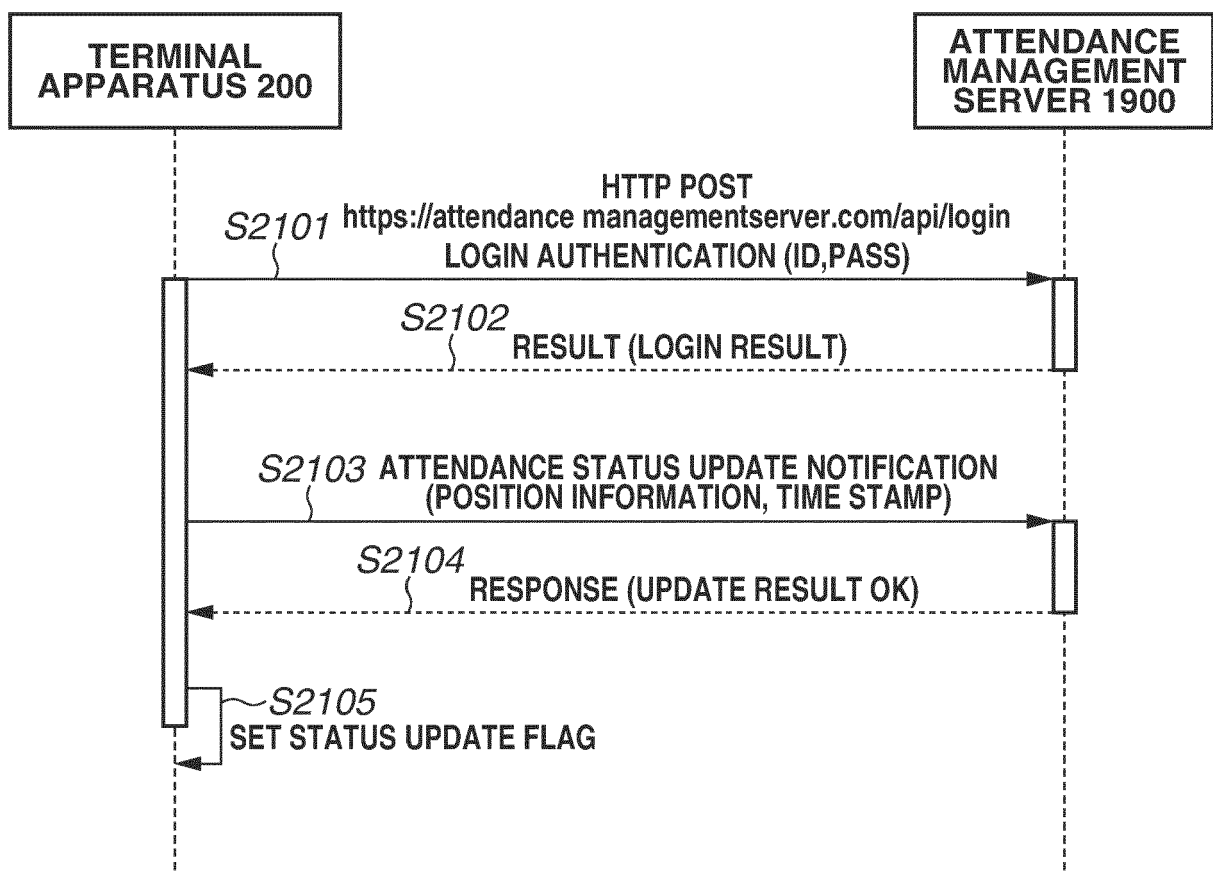 TERMINAL
APPARATUS 200
ATTENDANCE
MANAGEMENT
SERVER 1900
HTTP POST
S2101 https://attendance managementserver.com/api/login
LOGIN AUTHENTICATION (ID,PASS)
S2102
RESULT (LOGIN RESULT)
S2103 ATTENDANCE STATUS UPDATE NOTIFICATION
(POSITION INFORMATION, TIME STAMP)
S2104
RESPONSE (UPDATE RESULT OK)
S2105
SET STATUS UPDATE FLAG